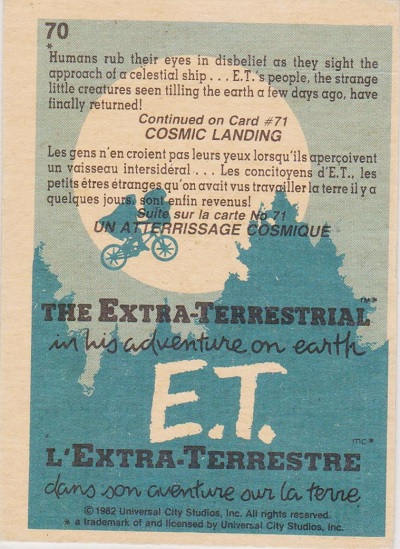 70
*
Humans rub their eyes in disbelief as they sight the
approach of a celestial ship . . . E.T.'s people, the strange
little creatures seen tilling the earth a few days ago, have
finally returned!
Continued on Card #71
COSMIC LANDING
Les gens n'en croient pas leurs yeux lorsqu'ils aperçoivent
un vaisseau intersidéral . . . Les concitoyens d'E.T., les
petits êtres étranges qu'on avait vus travailler la terre il y a
quelques jours, sont enfin revenus!
Suite sur la carte No 71
UN ATTERRISSAGE COSMIQUE
THE EXTRA-TERRESTRIAL ™*
in his adventure on earth
E.T.
mc*
L'EXTRA-TERRESTRE
dans son aventure sur la terre
©1982 Universal City Studios, Inc. All rights reserved.
* a trademark of and licensed by Universal City Studios, Inc.